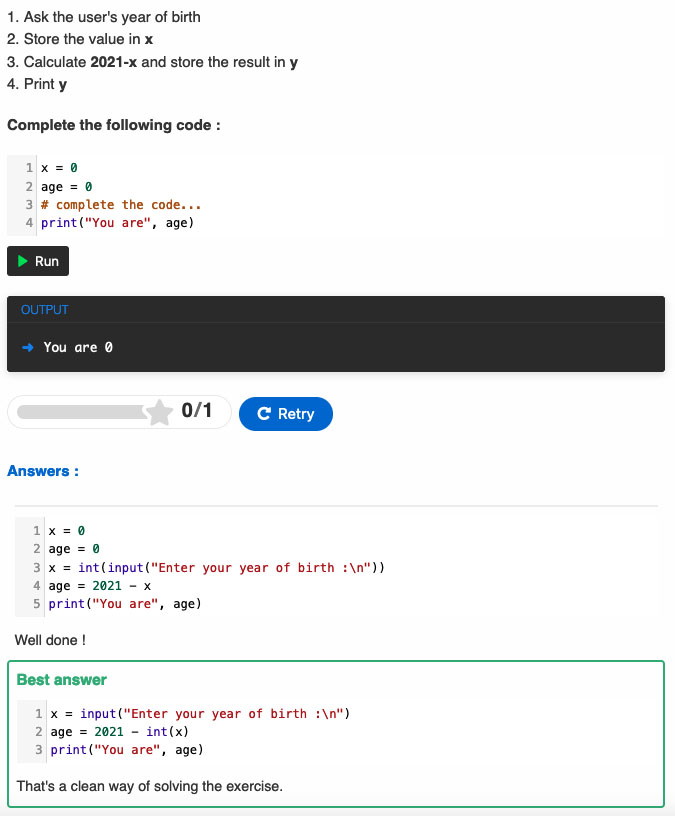 1. Ask the user's year of birth
2. Store the value in x
3. Calculate 2021-x and store the result in y
4. Print y
Complete the following code :
1 x = 0
2 age = 0
3 # complete the code...
4 print("You are", age)
Run
OUTPUT
➜ You are 0
0/1
Retry
Answers :
1 x = 0
2 age = 0
3 x = int(input("Enter your year of birth :\n"))
4 age = 2021 - x
5 print("You are", age)
Well done !
Best answer
1 x = input("Enter your year of birth :\n")
2 age = 2021 - int(x)
3 print("You are", age)
That's a clean way of solving the exercise.